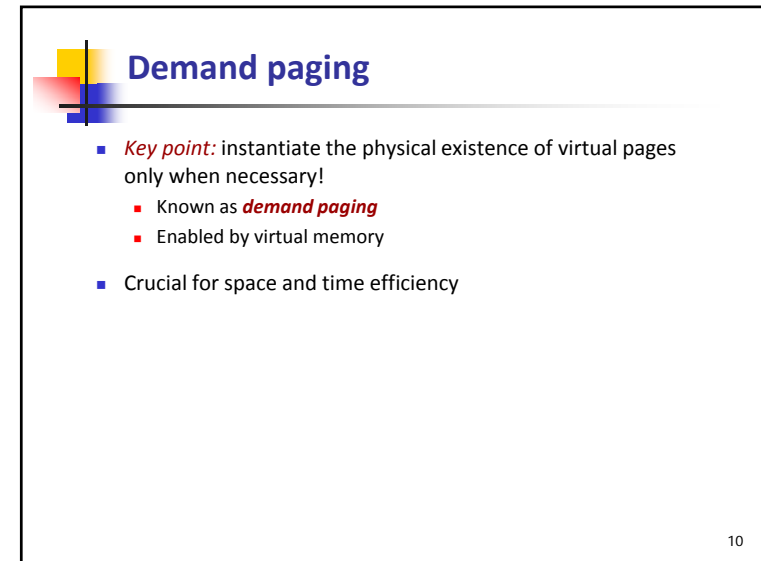 Demand paging
Key point: instantiate the physical existence of virtual pages
only when necessary!
Known as demand paging
Enabled by virtual memory
Crucial for space and time efficiency
10